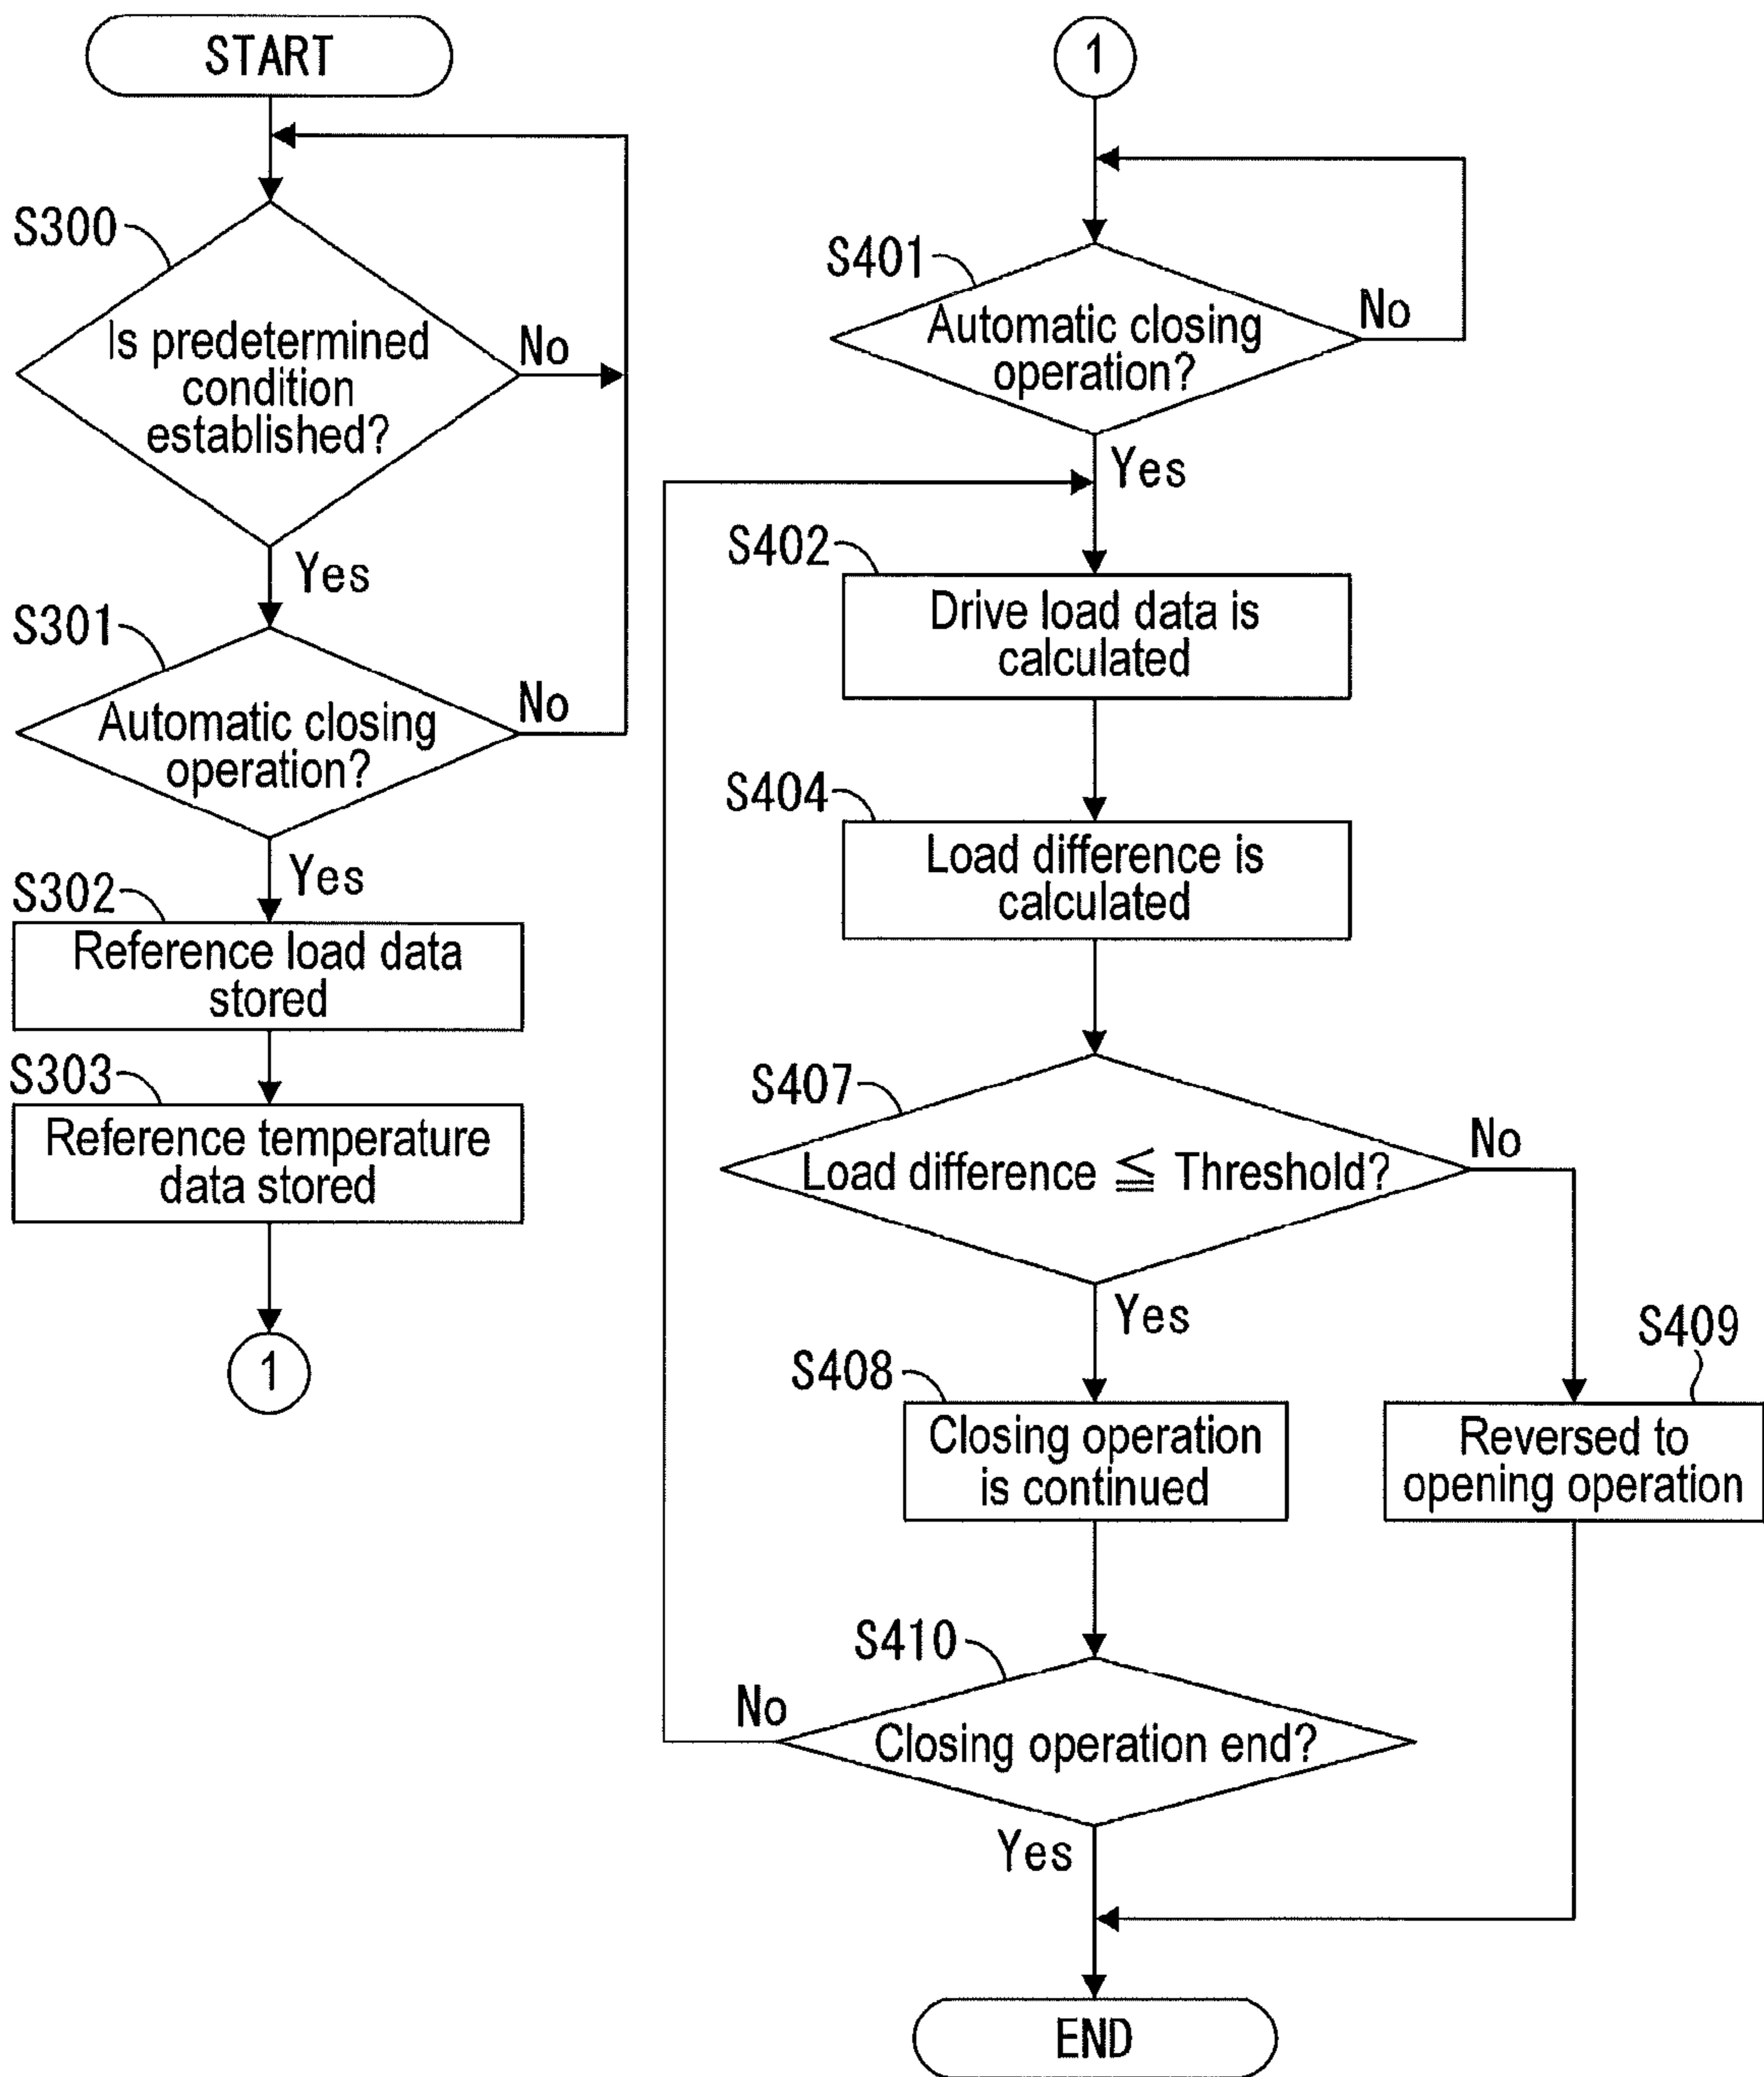 START
S300
Is predetermined
condition
established?
No
Yes
S301
Automatic closing
operation?
No
Yes
S302
Reference load data
stored
S303
Reference temperature
data stored
1
1
S401
Automatic closing
operation?
No
Yes
S402
Drive load data is
calculated
S404
Load difference is
calculated
S407
Load difference ≦ Threshold?
No
Yes
S408
Closing operation
is continued
S409
Reversed to
opening operation
S410
Closing operation end?
No
Yes
END